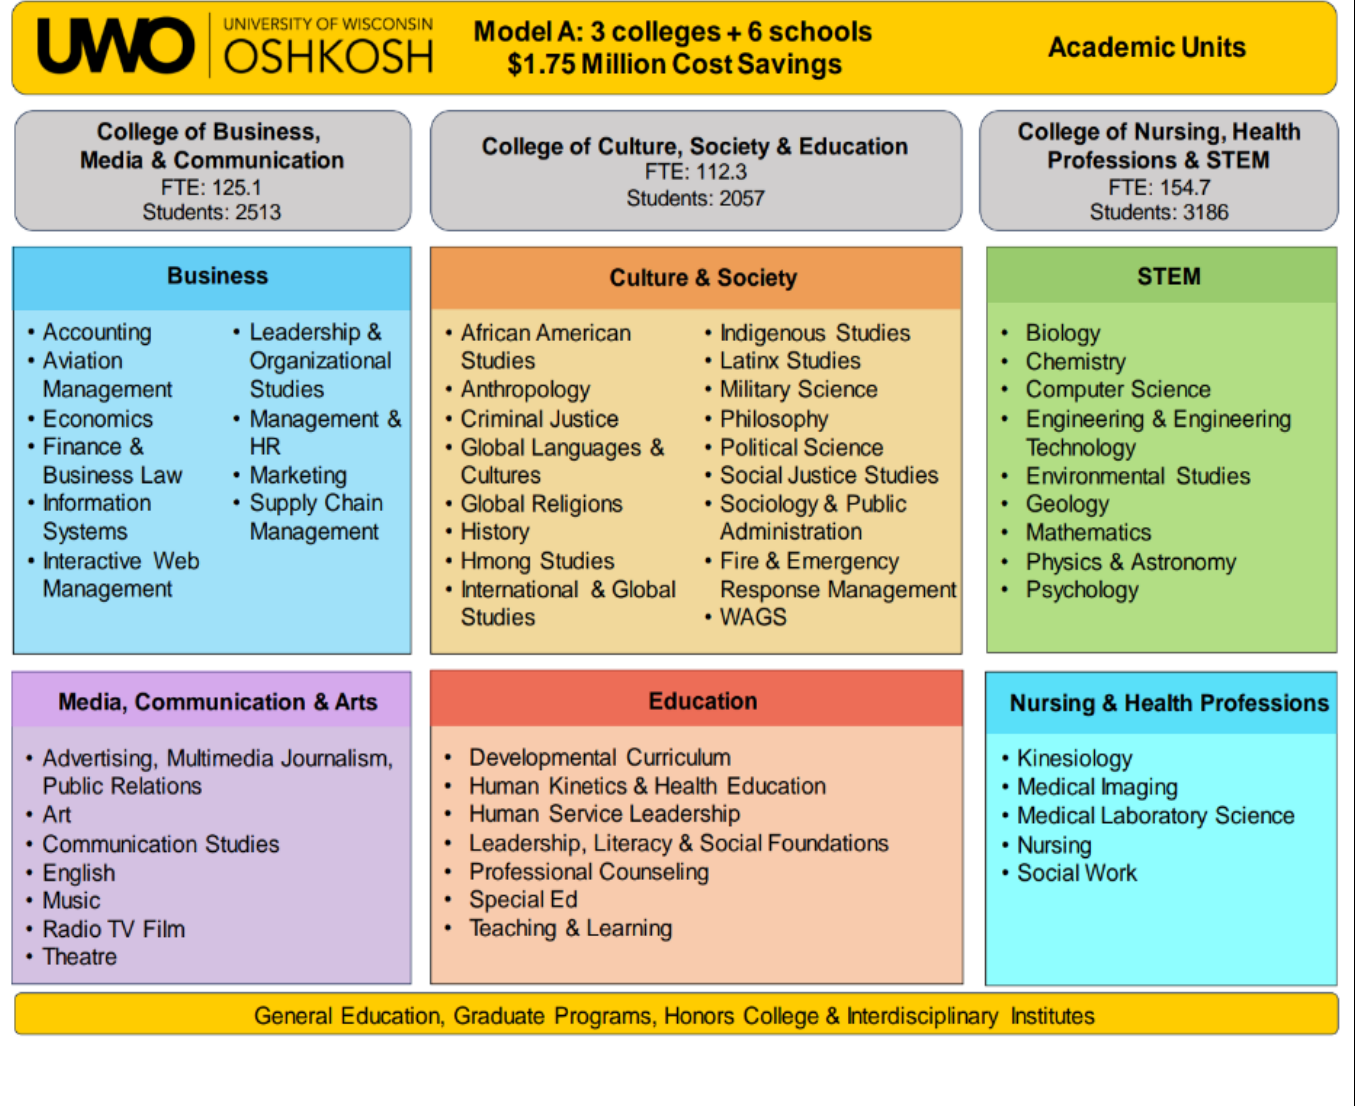 UWO
UNIVERSITY OF WISCONSIN
OSHKOSH
Model A: 3 colleges + 6 schools
$1.75 Million Cost Savings
Academic Units
College of Business,
Media & Communication
FTE: 125.1
Students: 2513
College of Culture, Society & Education
FTE: 112.3
Students: 2057
College of Nursing, Health
Professions & STEM
FTE: 154.7
Students: 3186
Business
• Accounting
• Aviation
Management
• Economics
• Finance &
Business Law
• Information
Systems
• Interactive Web
Management
• Leadership &
Organizational
Studies
• Management &
HR
• Marketing
• Supply Chain
Management
Culture & Society
• African American
Studies
• Anthropology
• Criminal Justice
• Global Languages &
Cultures
• Global Religions
• History
• Hmong Studies
• International & Global
Studies
• Indigenous Studies
• Latinx Studies
• Military Science
• Philosophy
• Political Science
• Social Justice Studies
• Sociology & Public
Administration
• Fire & Emergency
Response Management
• WAGS
STEM
• Biology
• Chemistry
• Computer Science
• Engineering & Engineering
Technology
• Environmental Studies
• Geology
• Mathematics
• Physics & Astronomy
• Psychology
Media, Communication & Arts
• Advertising, Multimedia Journalism,
Public Relations
• Art
• Communication Studies
• English
• Music
• Radio TV Film
• Theatre
Education
• Developmental Curriculum
• Human Kinetics & Health Education
• Human Service Leadership
• Leadership, Literacy & Social Foundations
• Professional Counseling
• Special Ed
• Teaching & Learning
Nursing & Health Professions
• Kinesiology
• Medical Imaging
• Medical Laboratory Science
• Nursing
• Social Work
General Education, Graduate Programs, Honors College & Interdisciplinary Institutes